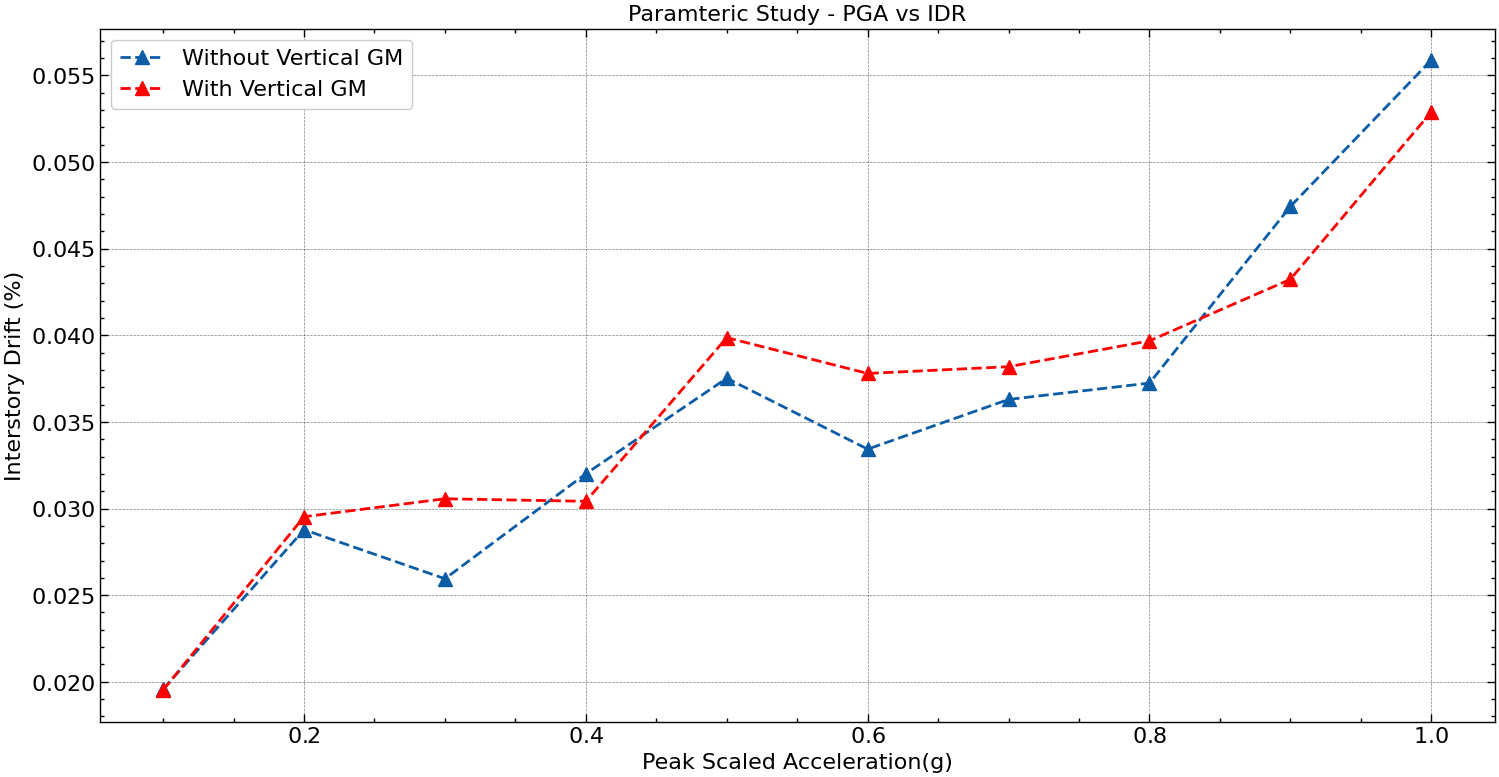 Paramteric Study - PGA vs IDR
Without Vertical GM
With Vertical GM
Interstory Drift (%)
0.055
0.050
0.045
0.040
0.035
0.030
0.025
0.020
0.2
0.4
0.6
0.8
1.0
Peak Scaled Acceleration(g)